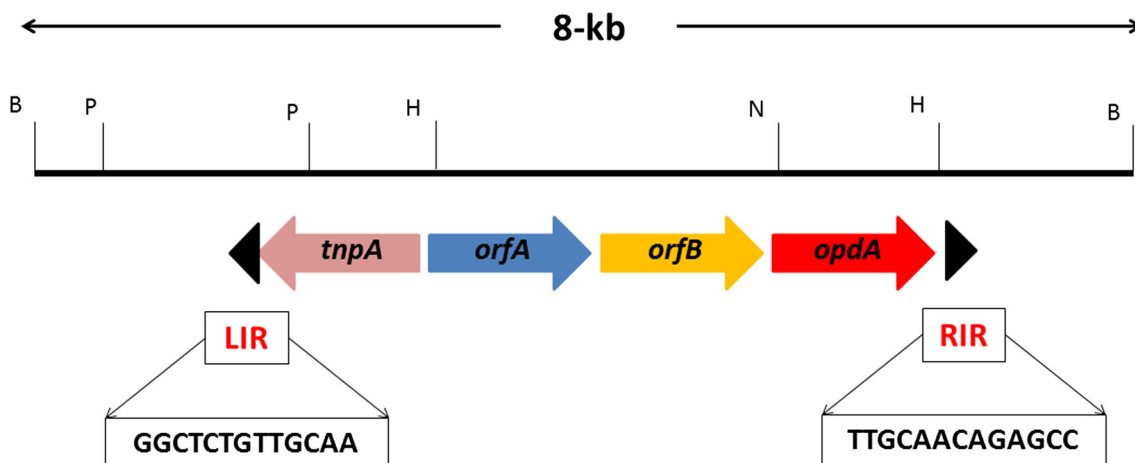 8-kb
B P P H N H B
tnpA orfA orfB opdA
LIR RIR
GGCTCTGTTGCAA TTGCAACAGAGCC